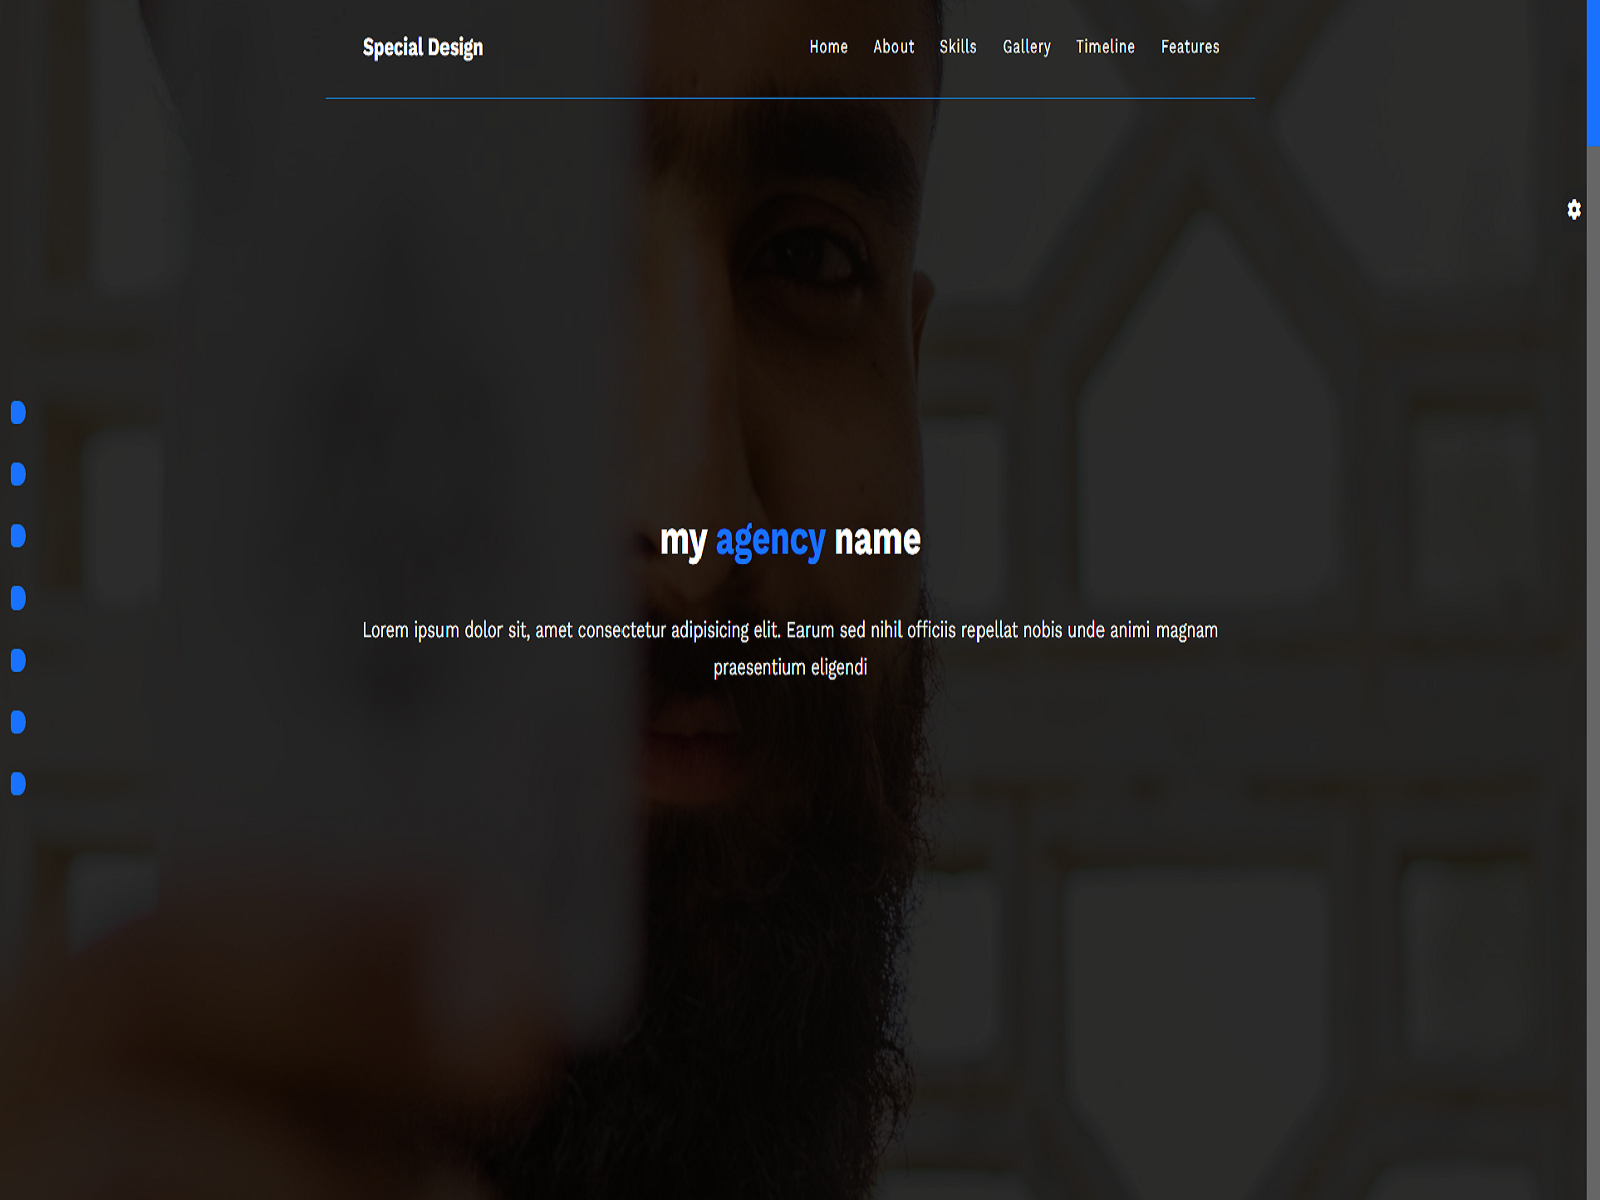 Special Design
Home About Skills Gallery Timeline Features
my agency name
Lorem ipsum dolor sit, amet consectetur adipisicing elit. Earum sed nihil officiis repellat nobis unde animi magnam
praesentium eligendi